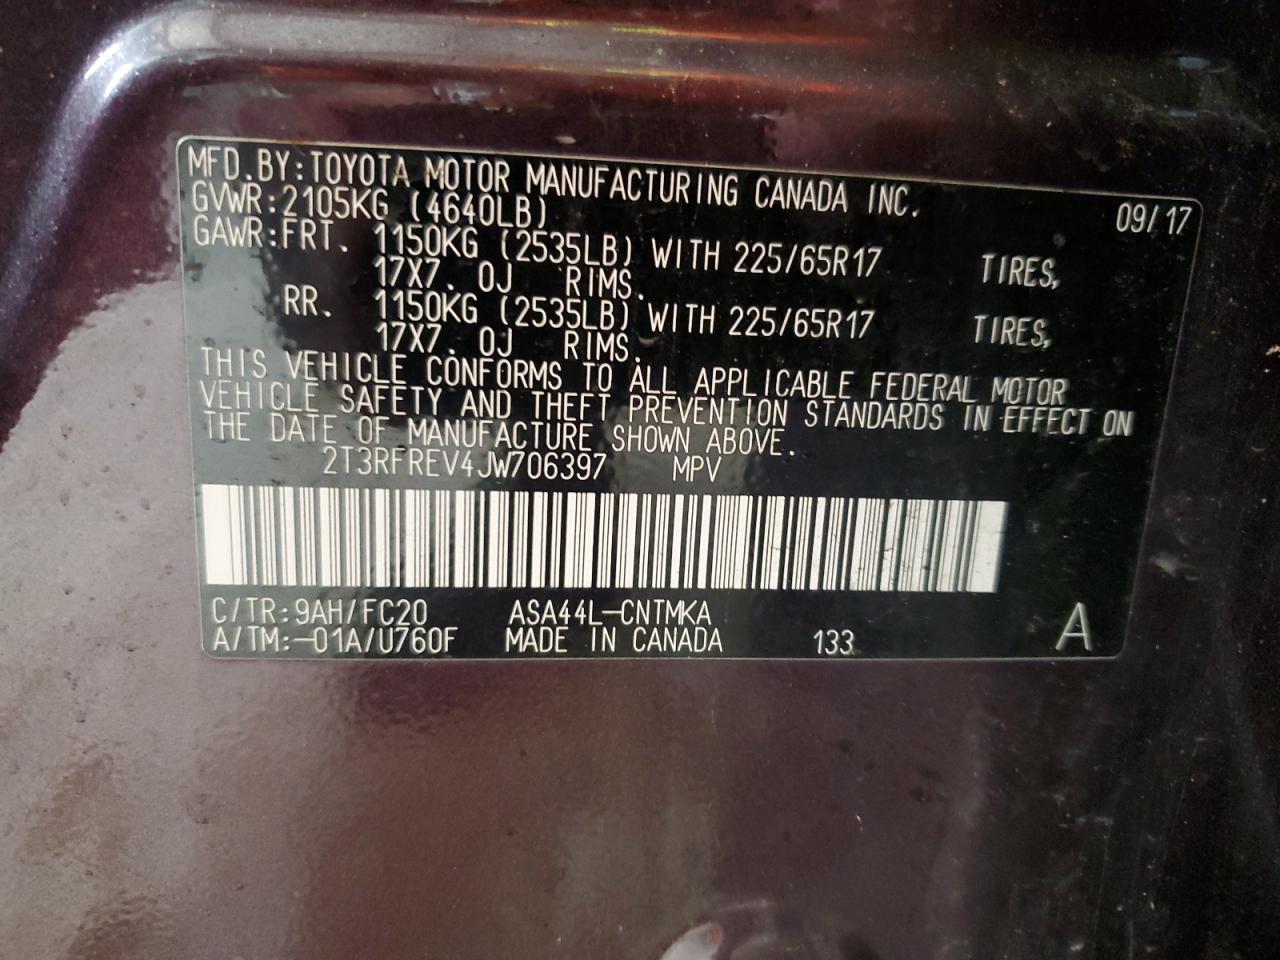 MFD.BY:TOYOTA MOTOR MANUFACTURING CANADA INC.
GVWR:2105KG (4640LB) 09/17
GAWR:FRT. 1150KG (2535LB) WITH 225/65R17 TIRES,
17X7.0J RIMS.
RR. 1150KG (2535LB) WITH 225/65R17 TIRES,
17X7.0J RIMS.
THIS VEHICLE CONFORMS TO ALL APPLICABLE FEDERAL MOTOR
VEHICLE SAFETY AND THEFT PREVENTION STANDARDS IN EFFECT ON
THE DATE OF MANUFACTURE SHOWN ABOVE.
2T3RFREV4JW706397 MPV
C/TR:9AH/FC20 ASA44L-CNTMKA
A/TM:-01A/U760F MADE IN CANADA 133 A